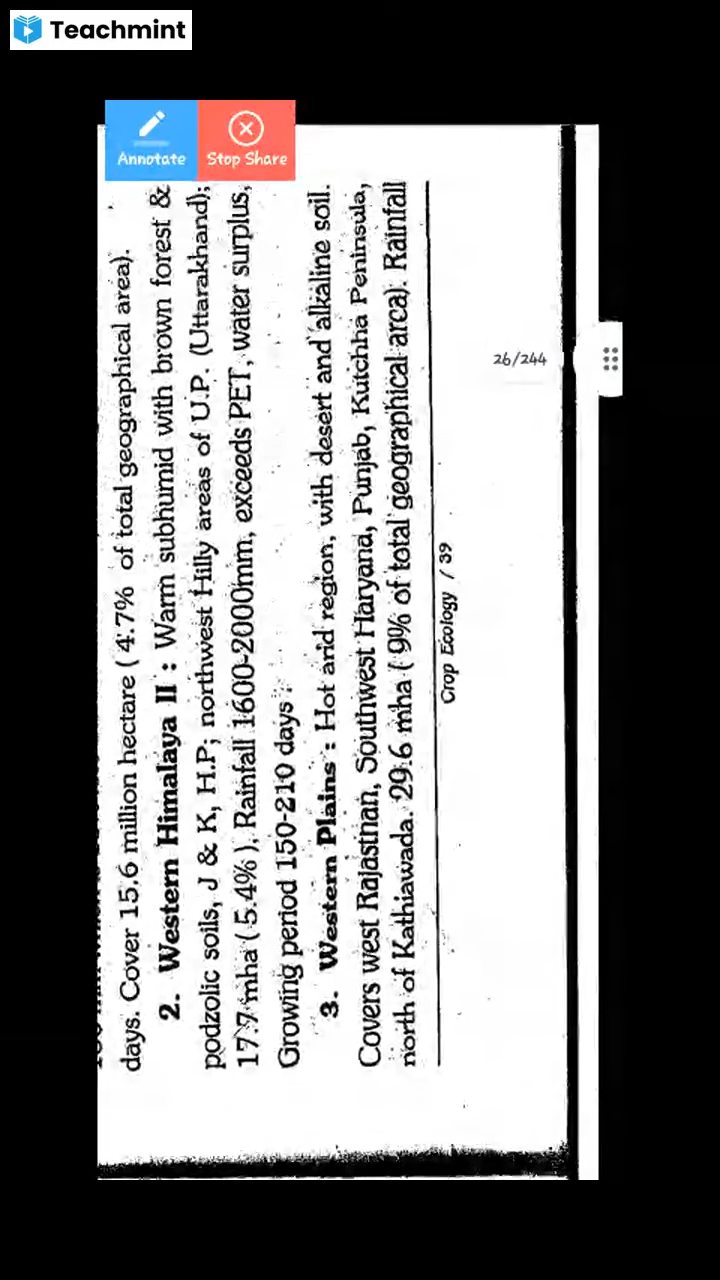 Teachmint
Annotate
Stop Share
days. Cover 15.6 million hectare ( 4.7% of total geographical area).
2. Western Himalaya II : Warm subhumid with brown forest &
podzolic soils, J & K, H.P; northwest Hilly areas of U.P. (Uttarakhand);
17.7 mha ( 5.4% ). Rainfall 1600-2000mm, exceeds PET, water surplus,
Growing period 150-210 days .
3. Western Plains : Hot arid region, with desert and alkaline soil.
Covers west Rajasthan, Southwest Haryana, Punjab, Kutchha Peninsula,
north of Kathiawada. 29.6 mha ( 9% of total geographical area). Rainfall
Crop Ecology / 39
26/244